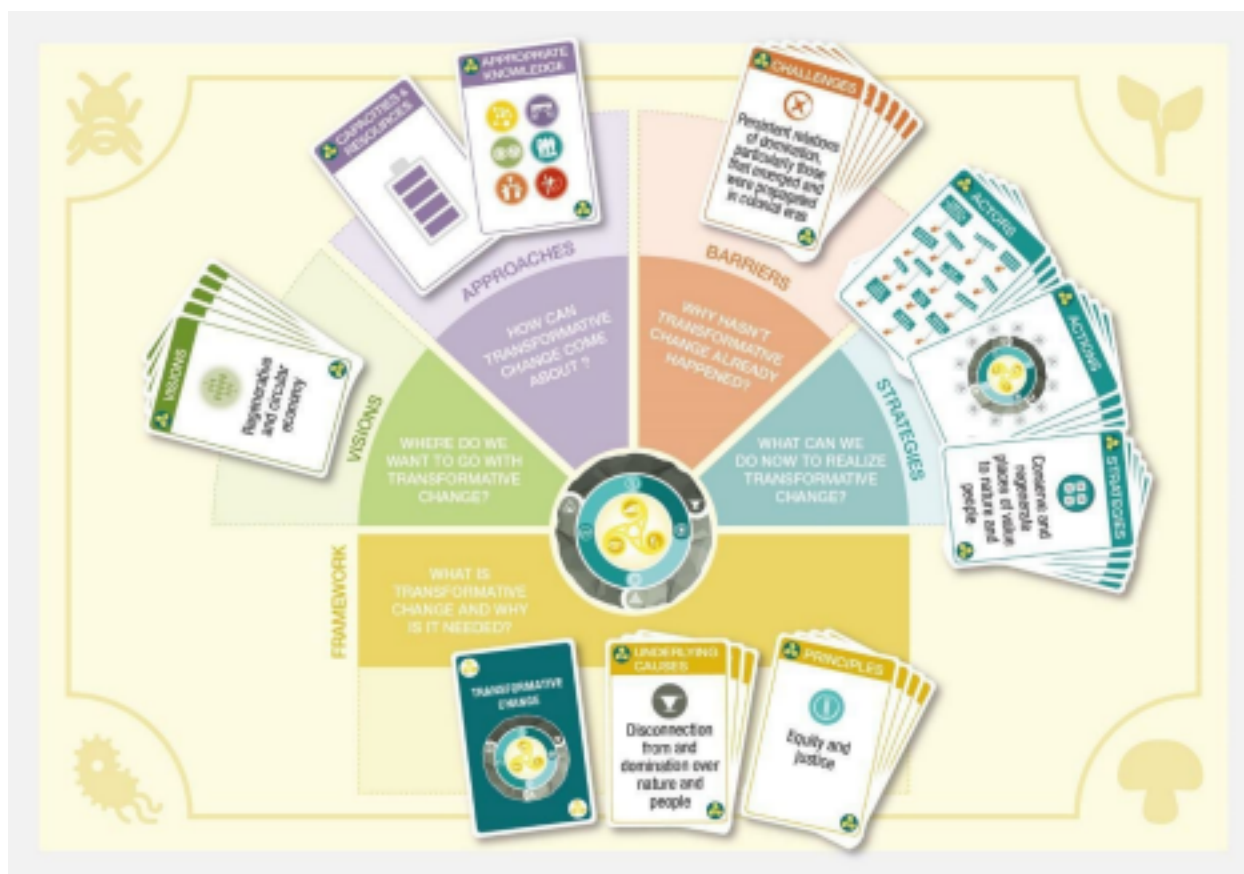 CAPACITIES &
RESOURCES
APPROPRIATE
KNOWLEDGE
CHALLENGES
Persistent relations
of domination,
particularly those
that emerged and
were propagated
in colonial eras
ACTORS
ACTIONS
STRATEGIES
Conserve and
regenerate
places of value
to nature and
people
VISIONS
Regenerative
and circular
economy
VISIONS
WHERE DO WE
WANT TO GO WITH
TRANSFORMATIVE
CHANGE?
APPROACHES
HOW CAN
TRANSFORMATIVE
CHANGE COME
ABOUT ?
BARRIERS
WHY HASN'T
TRANSFORMATIVE
CHANGE ALREADY
HAPPENED?
STRATEGIES
WHAT CAN WE
DO NOW TO REALIZE
TRANSFORMATIVE
CHANGE?
FRAMEWORK
WHAT IS
TRANSFORMATIVE
CHANGE AND WHY
IS IT NEEDED?
TRANSFORMATIVE
CHANGE
UNDERLYING
CAUSES
Disconnection
from and
domination over
nature and
people
PRINCIPLES
Equity and
justice